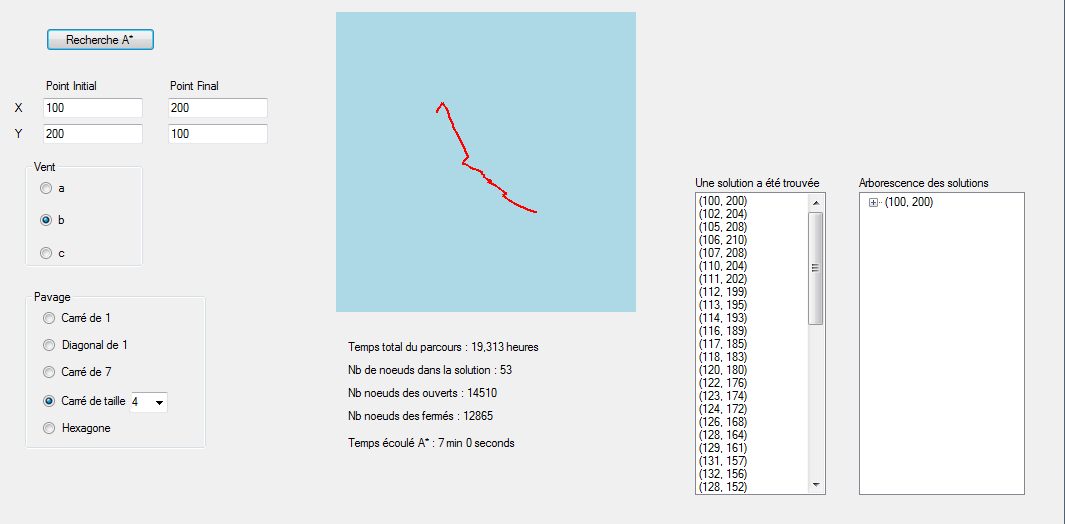 Recherche A*
Point Initial
Point Final
X
100
200
Y
200
100
Vent
a
b
c
Pavage
Carré de 1
Diagonal de 1
Carré de 7
Carré de taille 4
Hexagone
Temps total du parcours : 19,313 heures
Nb de noeuds dans la solution : 53
Nb noeuds des ouverts : 14510
Nb noeuds des fermés : 12865
Temps écoulé A* : 7 min 0 seconds
Une solution a été trouvée
(100, 200)
(102, 204)
(105, 208)
(106, 210)
(107, 208)
(110, 204)
(111, 202)
(112, 199)
(113, 195)
(114, 193)
(116, 189)
(117, 185)
(118, 183)
(120, 180)
(122, 176)
(123, 174)
(124, 172)
(126, 168)
(128, 164)
(129, 161)
(131, 157)
(132, 156)
(128, 152)
Arborescence des solutions
(100, 200)